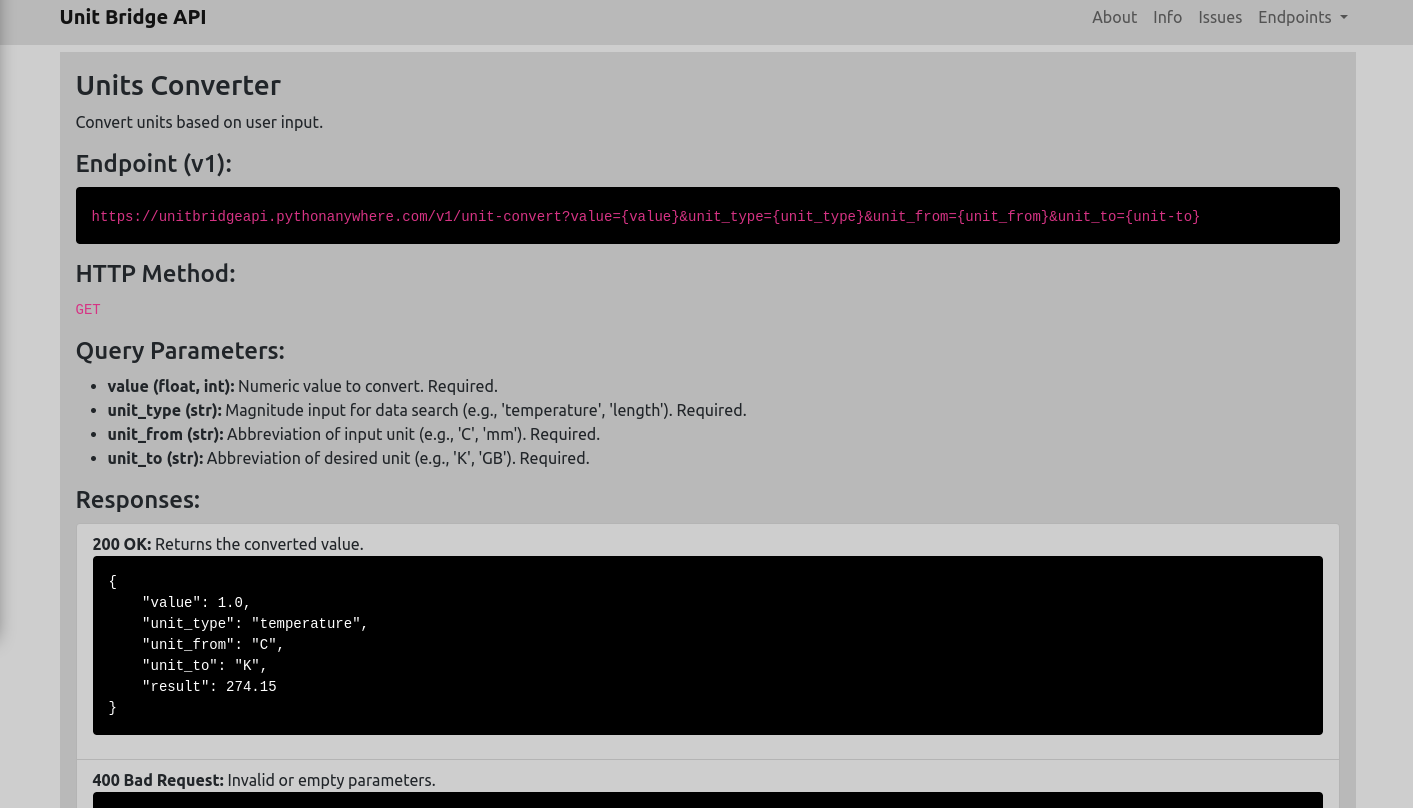 Unit Bridge API
About Info Issues Endpoints
Units Converter
Convert units based on user input.
Endpoint (v1):
https://unitbridgeapi.pythonanywhere.com/v1/unit-convert?value={value}&unit_type={unit_type}&unit_from={unit_from}&unit_to={unit-to}
HTTP Method:
GET
Query Parameters:
• value (float, int): Numeric value to convert. Required.
• unit_type (str): Magnitude input for data search (e.g., 'temperature', 'length'). Required.
• unit_from (str): Abbreviation of input unit (e.g., 'C', 'mm'). Required.
• unit_to (str): Abbreviation of desired unit (e.g., 'K', 'GB'). Required.
Responses:
200 OK: Returns the converted value.
{
    "value": 1.0,
    "unit_type": "temperature",
    "unit_from": "C",
    "unit_to": "K",
    "result": 274.15
}
400 Bad Request: Invalid or empty parameters.